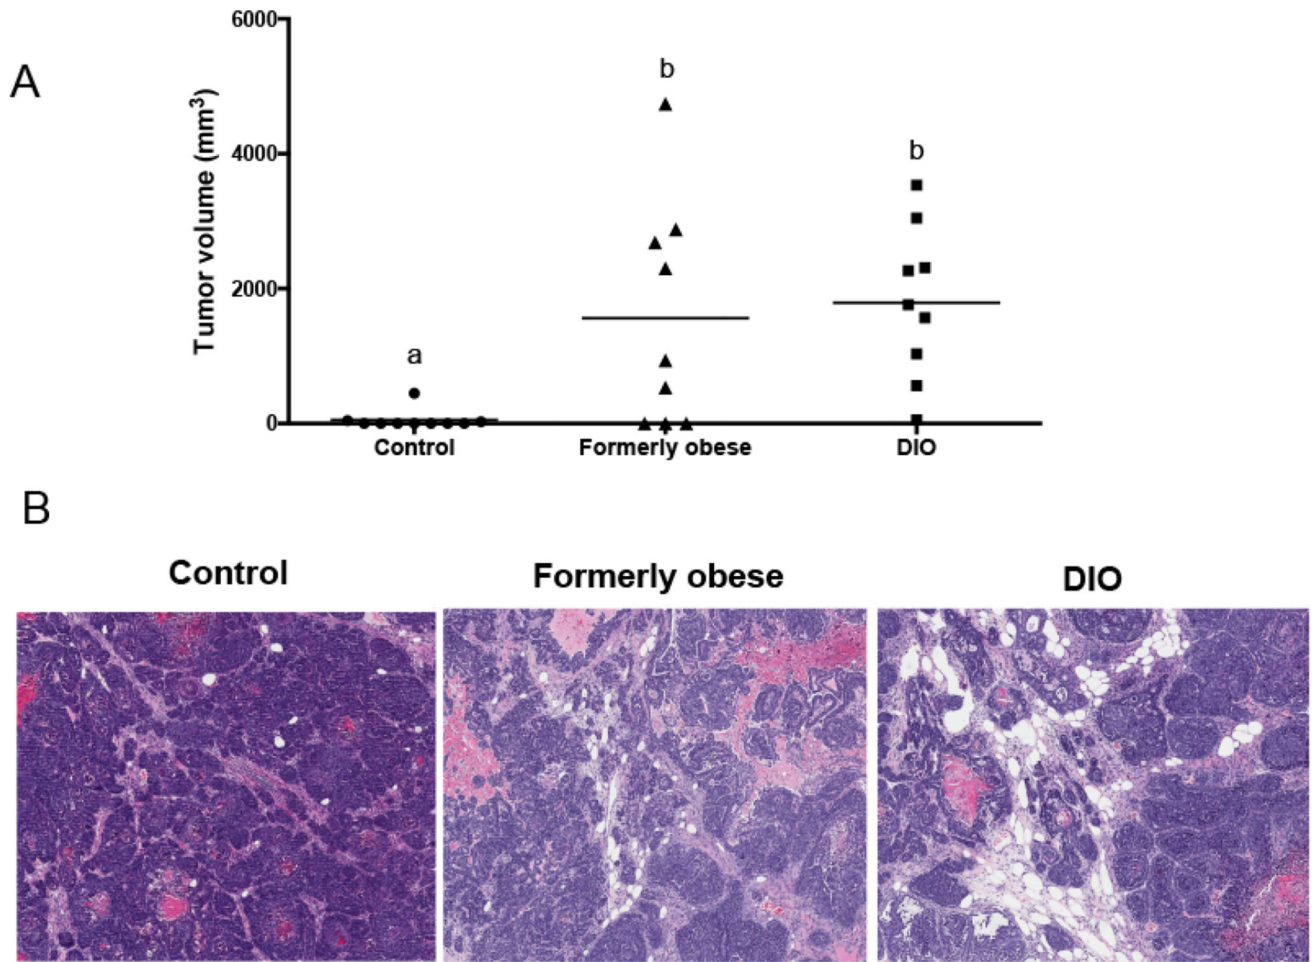 A
Tumor volume (mm³)
6000
4000
2000
0
a
b
b
Control
Formerly obese
DIO
B
Control
Formerly obese
DIO